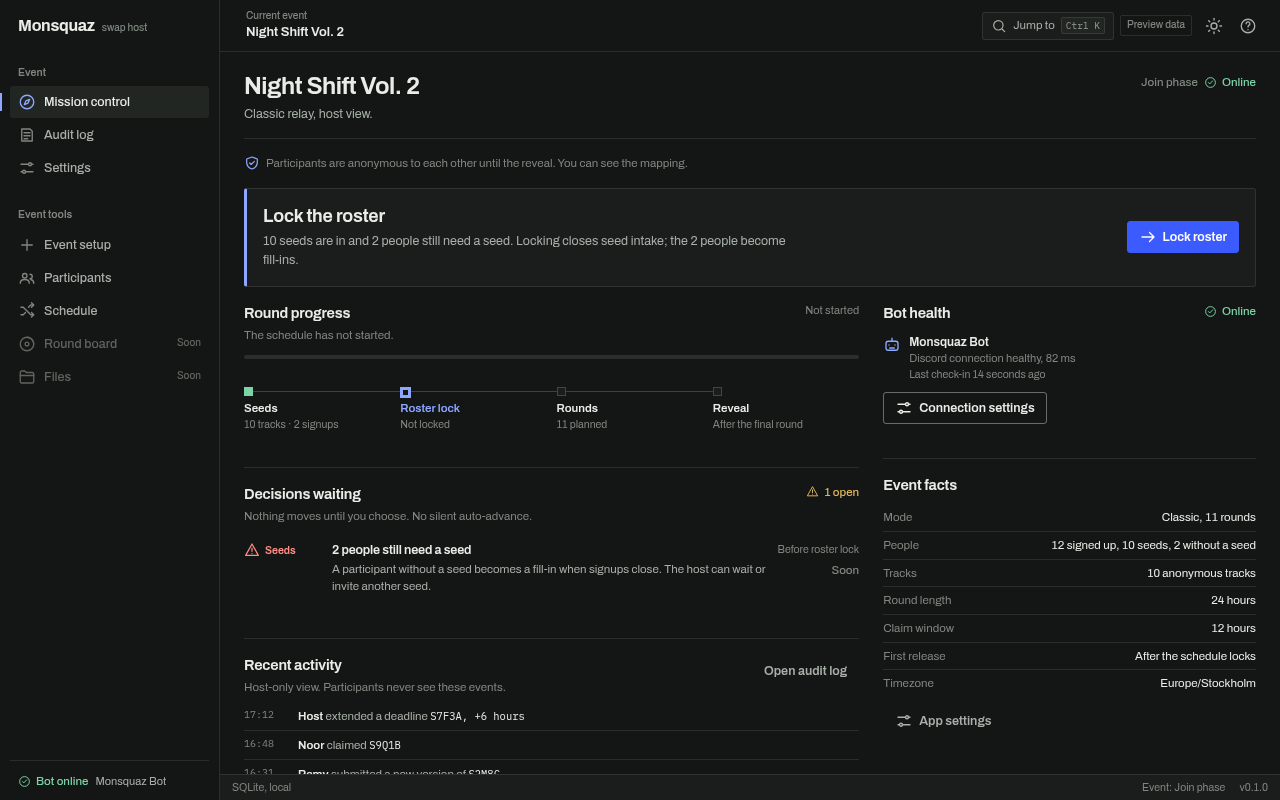 Monsquaz swap host
Event
Mission control
Audit log
Settings
Event tools
Event setup
Participants
Schedule
Round board Soon
Files Soon
Bot online Monsquaz Bot
Current event
Night Shift Vol. 2
Jump to Ctrl K
Preview data
Night Shift Vol. 2
Classic relay, host view.
Join phase Online
Participants are anonymous to each other until the reveal. You can see the mapping.
Lock the roster
10 seeds are in and 2 people still need a seed. Locking closes seed intake; the 2 people become
fill-ins.
Lock roster
Round progress Not started
The schedule has not started.
Seeds
10 tracks · 2 signups
Roster lock
Not locked
Rounds
11 planned
Reveal
After the final round
Decisions waiting 1 open
Nothing moves until you choose. No silent auto-advance.
Seeds
2 people still need a seed
A participant without a seed becomes a fill-in when signups close. The host can wait or
invite another seed.
Before roster lock
Soon
Recent activity Open audit log
Host-only view. Participants never see these events.
17:12 Host extended a deadline S7F3A, +6 hours
16:48 Noor claimed S9Q1B
16:31 Remy submitted a new version of S2M8C
Bot health Online
Monsquaz Bot
Discord connection healthy, 82 ms
Last check-in 14 seconds ago
Connection settings
Event facts
Mode Classic, 11 rounds
People 12 signed up, 10 seeds, 2 without a seed
Tracks 10 anonymous tracks
Round length 24 hours
Claim window 12 hours
First release After the schedule locks
Timezone Europe/Stockholm
App settings
SQLite, local
Event: Join phase v0.1.0